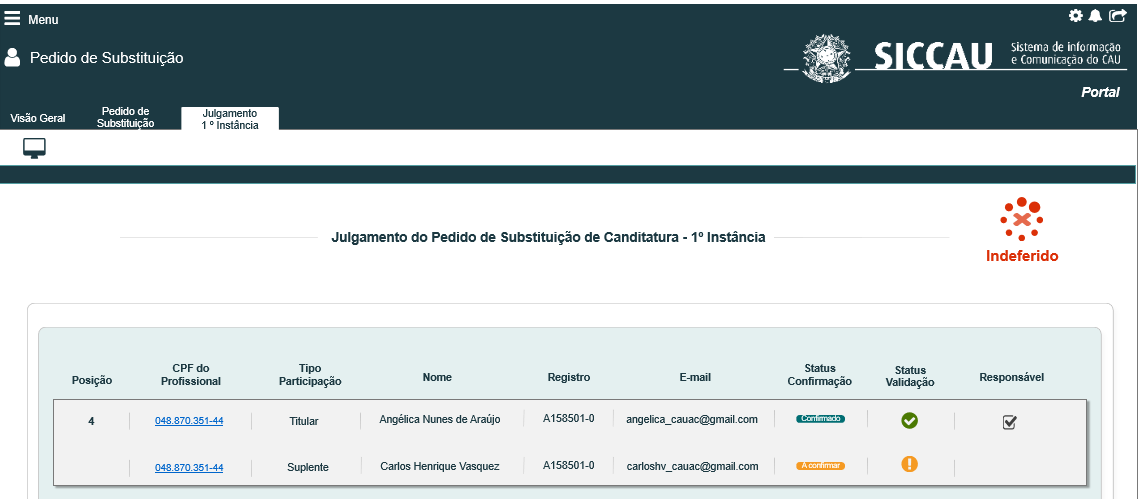 Menu
Pedido de Substituição
SICCAU
Sistema de informação
e Comunicação do CAU
Portal
Visão Geral
Pedido de
Substituição
Julgamento
1 º Instância
Julgamento do Pedido de Substituição de Canditatura - 1º Instância
Indeferido
Posição
CPF do
Profissional
Tipo
Participação
Nome
Registro
E-mail
Status
Confirmação
Status
Validação
Responsável
4 048.870.351-44 Titular Angélica Nunes de Araújo A158501-0 angelica_cauac@gmail.com Confirmado
048.870.351-44 Suplente Carlos Henrique Vasquez A158501-0 carloshv_cauac@gmail.com A confirmar